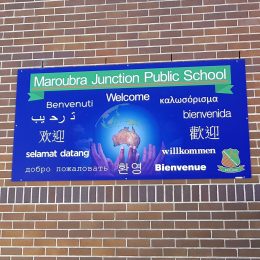 Maroubra Junction Public School
Welcome
Benvenuti
καλωσόρισμα
ترحيب
bienvenida
欢迎
歡迎
selamat datang
willkommen
добро пожаловать
환영
Bienvenue